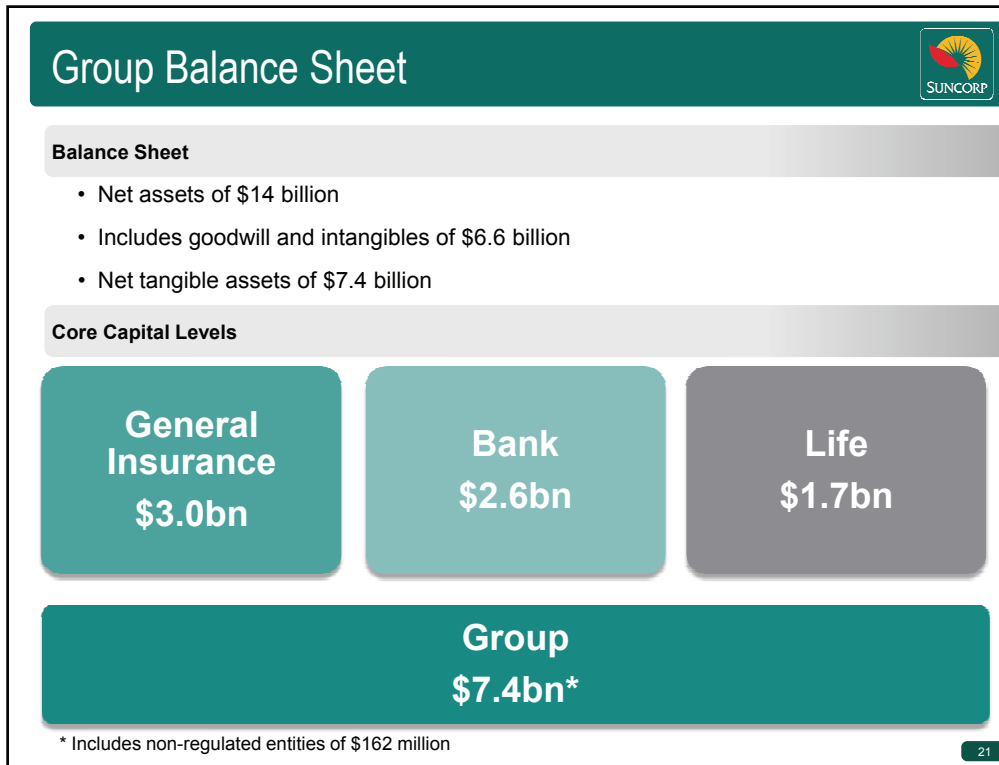 Group Balance Sheet
SUNCORP
Balance Sheet
• Net assets of $14 billion
• Includes goodwill and intangibles of $6.6 billion
• Net tangible assets of $7.4 billion
Core Capital Levels
General
Insurance
$3.0bn
Bank
$2.6bn
Life
$1.7bn
Group
$7.4bn*
* Includes non-regulated entities of $162 million
21